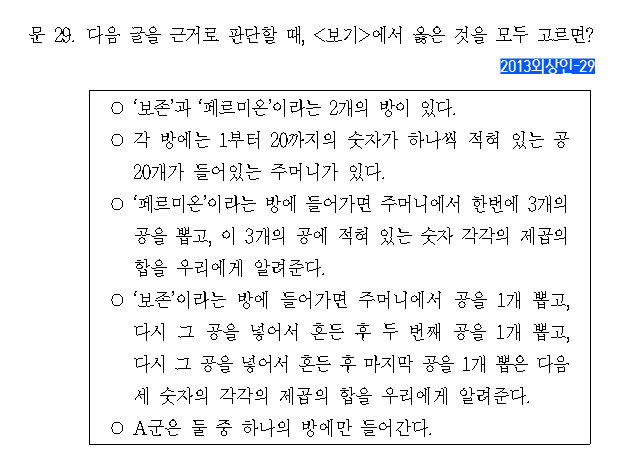 문 29. 다음 글을 근거로 판단할 때, <보기>에서 옳은 것을 모두 고르면?
2013외상인-29
○ '보존'과 '페르미온'이라는 2개의 방이 있다.
○ 각 방에는 1부터 20까지의 숫자가 하나씩 적혀 있는 공
20개가 들어있는 주머니가 있다.
○ '페르미온'이라는 방에 들어가면 주머니에서 한번에 3개의
공을 뽑고, 이 3개의 공에 적혀 있는 숫자 각각의 제곱의
합을 우리에게 알려준다.
○ '보존'이라는 방에 들어가면 주머니에서 공을 1개 뽑고,
다시 그 공을 넣어서 흔든 후 두 번째 공을 1개 뽑고,
다시 그 공을 넣어서 흔든 후 마지막 공을 1개 뽑은 다음
세 숫자의 각각의 제곱의 합을 우리에게 알려준다.
○ A군은 둘 중 하나의 방에만 들어간다.